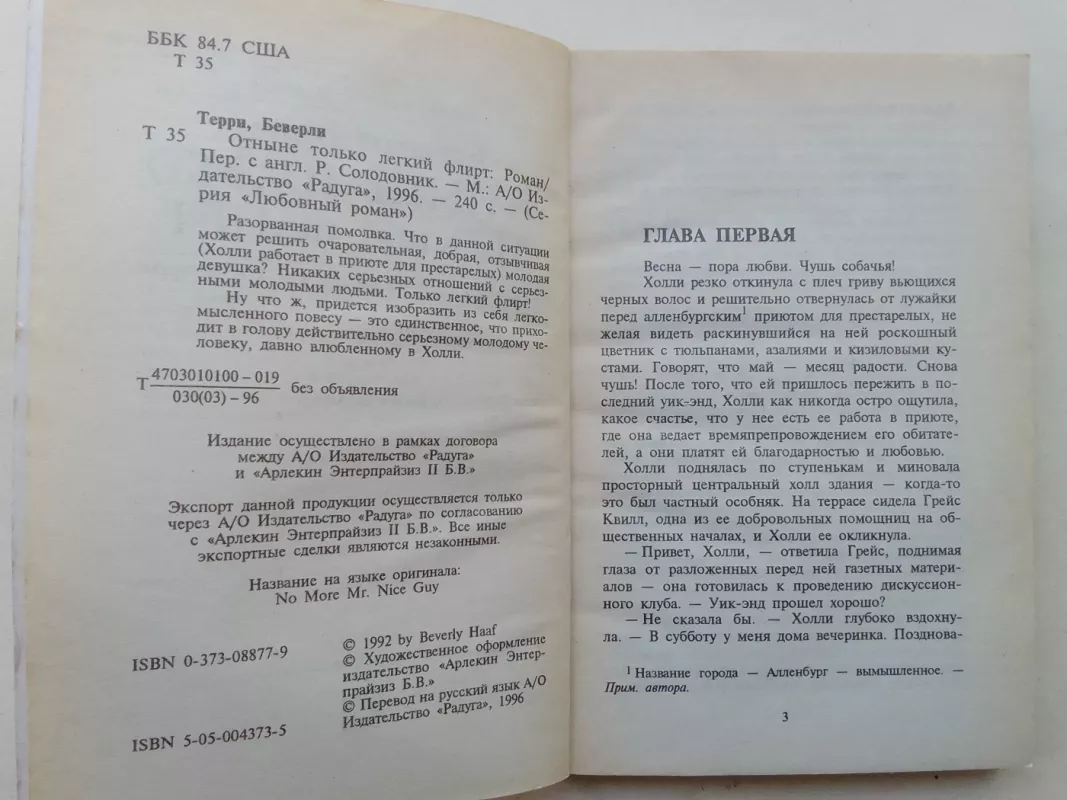 ББК 84.7 США
Т 35
Терри, Беверли
Т 35 Отныне только легкий флирт: Роман/
Пер. с англ. Р. Солодовник. — М.: А/О Из-
дательство «Радуга», 1996. — 240 с. — (Се-
рия «Любовный роман»)
Разорванная помолвка. Что в данной ситуации
может решить очаровательная, добрая, отзывчивая
(Холли работает в приюте для престарелых) молодая
девушка? Никаких серьезных отношений с серьез-
ными молодыми людьми. Только легкий флирт!
Ну что ж, придется изобразить из себя легко-
мысленного повесу — это единственное, что прихо-
дит в голову действительно серьезному молодому че-
ловеку, давно влюбленному в Холли.
Т 4703010100 – 019
030(03) – 96 без объявления
Издание осуществлено в рамках договора
между А/О Издательство «Радуга»
и «Арлекин Энтерпрайзиз II Б.В.»
Экспорт данной продукции осуществляется только
через А/О Издательство «Радуга» по согласованию
с «Арлекин Энтерпрайзиз II Б.В.». Все иные
экспортные сделки являются незаконными.
Название на языке оригинала:
No More Mr. Nice Guy
© 1992 by Beverly Haaf
ISBN 0-373-08877-9 © Художественное оформление
издательство «Арлекин Энтер-
прайзиз Б.В.»
© Перевод на русский язык А/О
ISBN 5-05-004373-5 Издательство «Радуга», 1996
ГЛАВА ПЕРВАЯ
Весна — пора любви. Чушь собачья!
Холли резко откинула с плеч гриву вьющихся
черных волос и решительно отвернулась от лужайки
перед алленбургским¹ приютом для престарелых, не
желая видеть раскинувшийся на ней роскошный
цветник с тюльпанами, азалиями и кизиловыми ку-
стами. Говорят, что май — месяц радости. Снова
чушь! После того, что ей пришлось пережить в по-
следний уик-энд, Холли как никогда остро ощутила,
какое счастье, что у нее есть ее работа в приюте,
где она ведает времяпрепровождением его обитате-
лей, а они платят ей благодарностью и любовью.
Холли поднялась по ступенькам и миновала
просторный центральный холл здания — когда-то
это был частный особняк. На террасе сидела Грейс
Квилл, одна из ее добровольных помощниц на об-
щественных началах, и Холли ее окликнула.
— Привет, Холли, — ответила Грейс, поднимая
глаза от разложенных перед ней газетных матери-
алов — она готовилась к проведению дискуссион-
ного клуба. — Уик-энд прошел хорошо?
— Не сказала бы. — Холли глубоко вздохну-
ла. — В субботу у меня дома вечеринка. Позднова-
¹ Название города — Алленбург — вымышленное. —
Прим. автора.
3